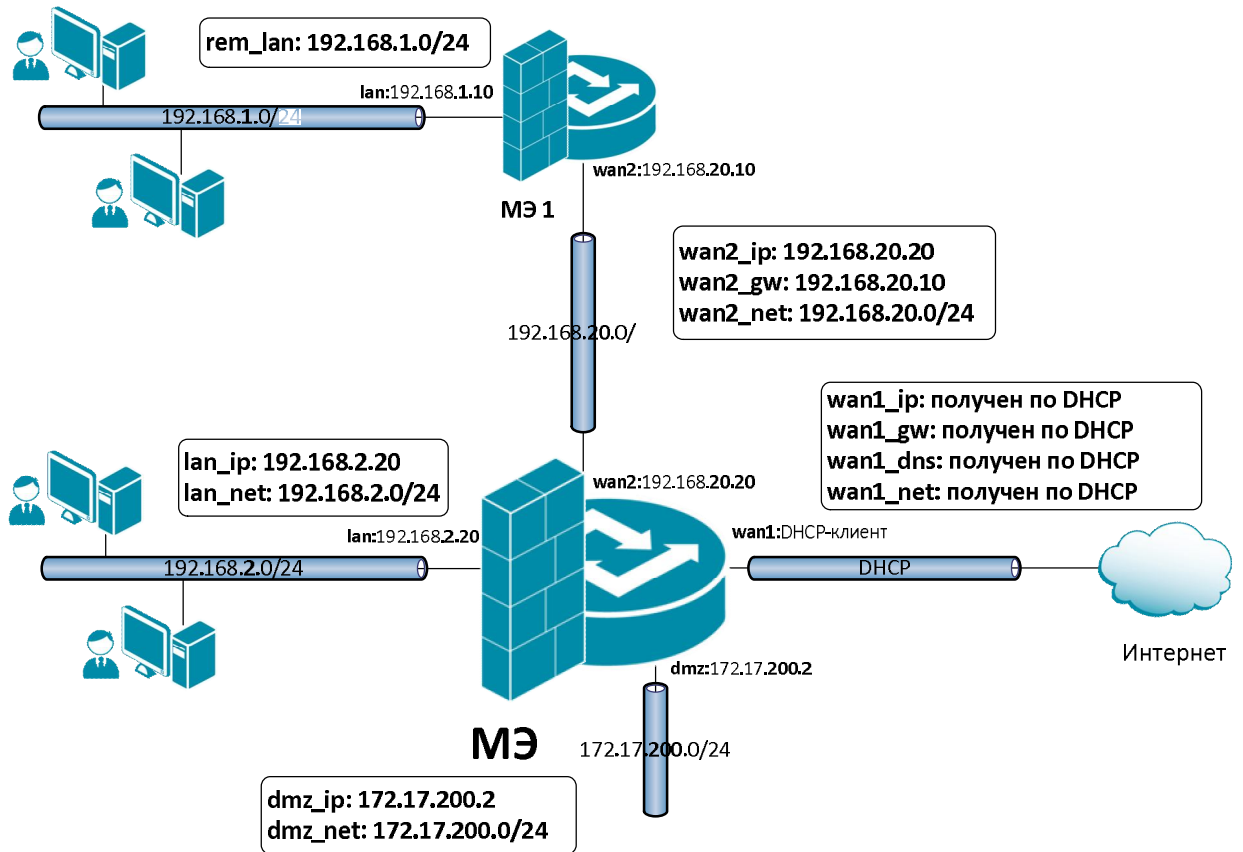 rem_lan: 192.168.1.0/24
lan:192.168.1.10
192.168.1.0/24
wan2:192.168.20.10
МЭ 1
wan2_ip: 192.168.20.20
wan2_gw: 192.168.20.10
wan2_net: 192.168.20.0/24
192.168.20.0/
wan1_ip: получен по DHCP
wan1_gw: получен по DHCP
wan1_dns: получен по DHCP
wan1_net: получен по DHCP
lan_ip: 192.168.2.20
lan_net: 192.168.2.0/24
wan2:192.168.20.20
lan:192.168.2.20
wan1:DHCP-клиент
192.168.2.0/24
DHCP
Интернет
dmz:172.17.200.2
МЭ
172.17.200.0/24
dmz_ip: 172.17.200.2
dmz_net: 172.17.200.0/24